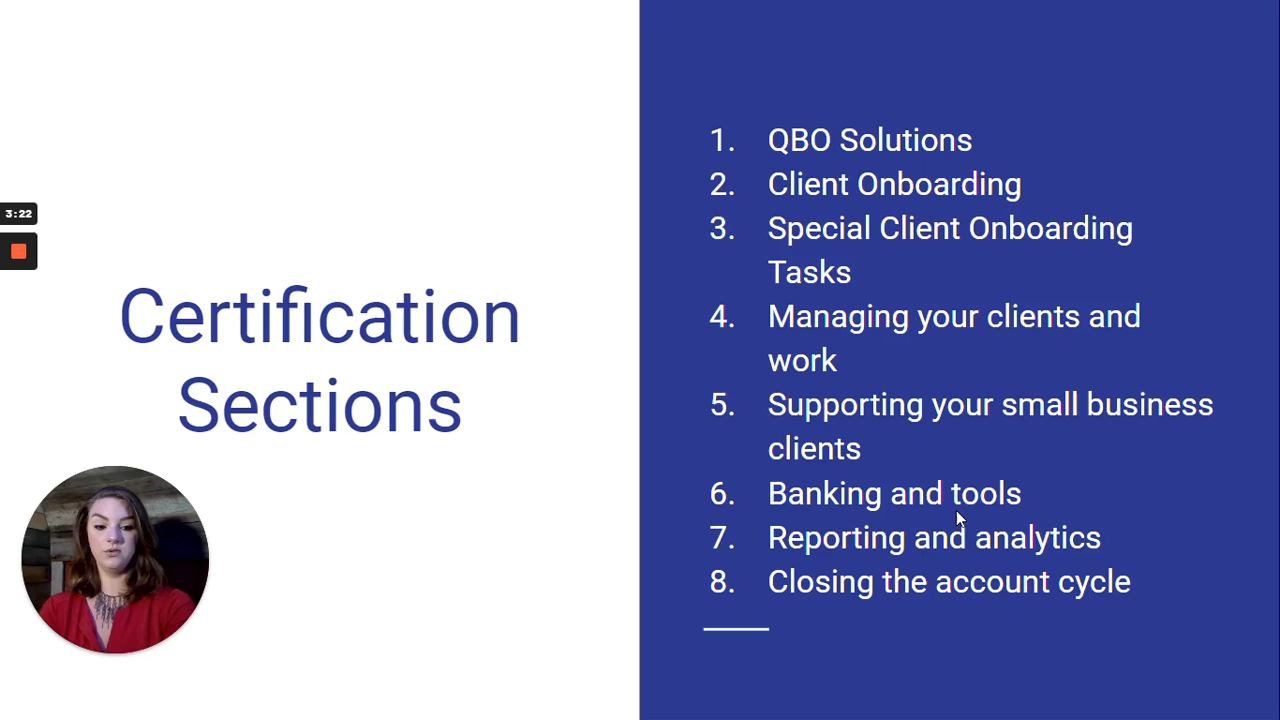 3:22
Certification
Sections
1. QBO Solutions
2. Client Onboarding
3. Special Client Onboarding
Tasks
4. Managing your clients and
work
5. Supporting your small business
clients
6. Banking and tools
7. Reporting and analytics
8. Closing the account cycle